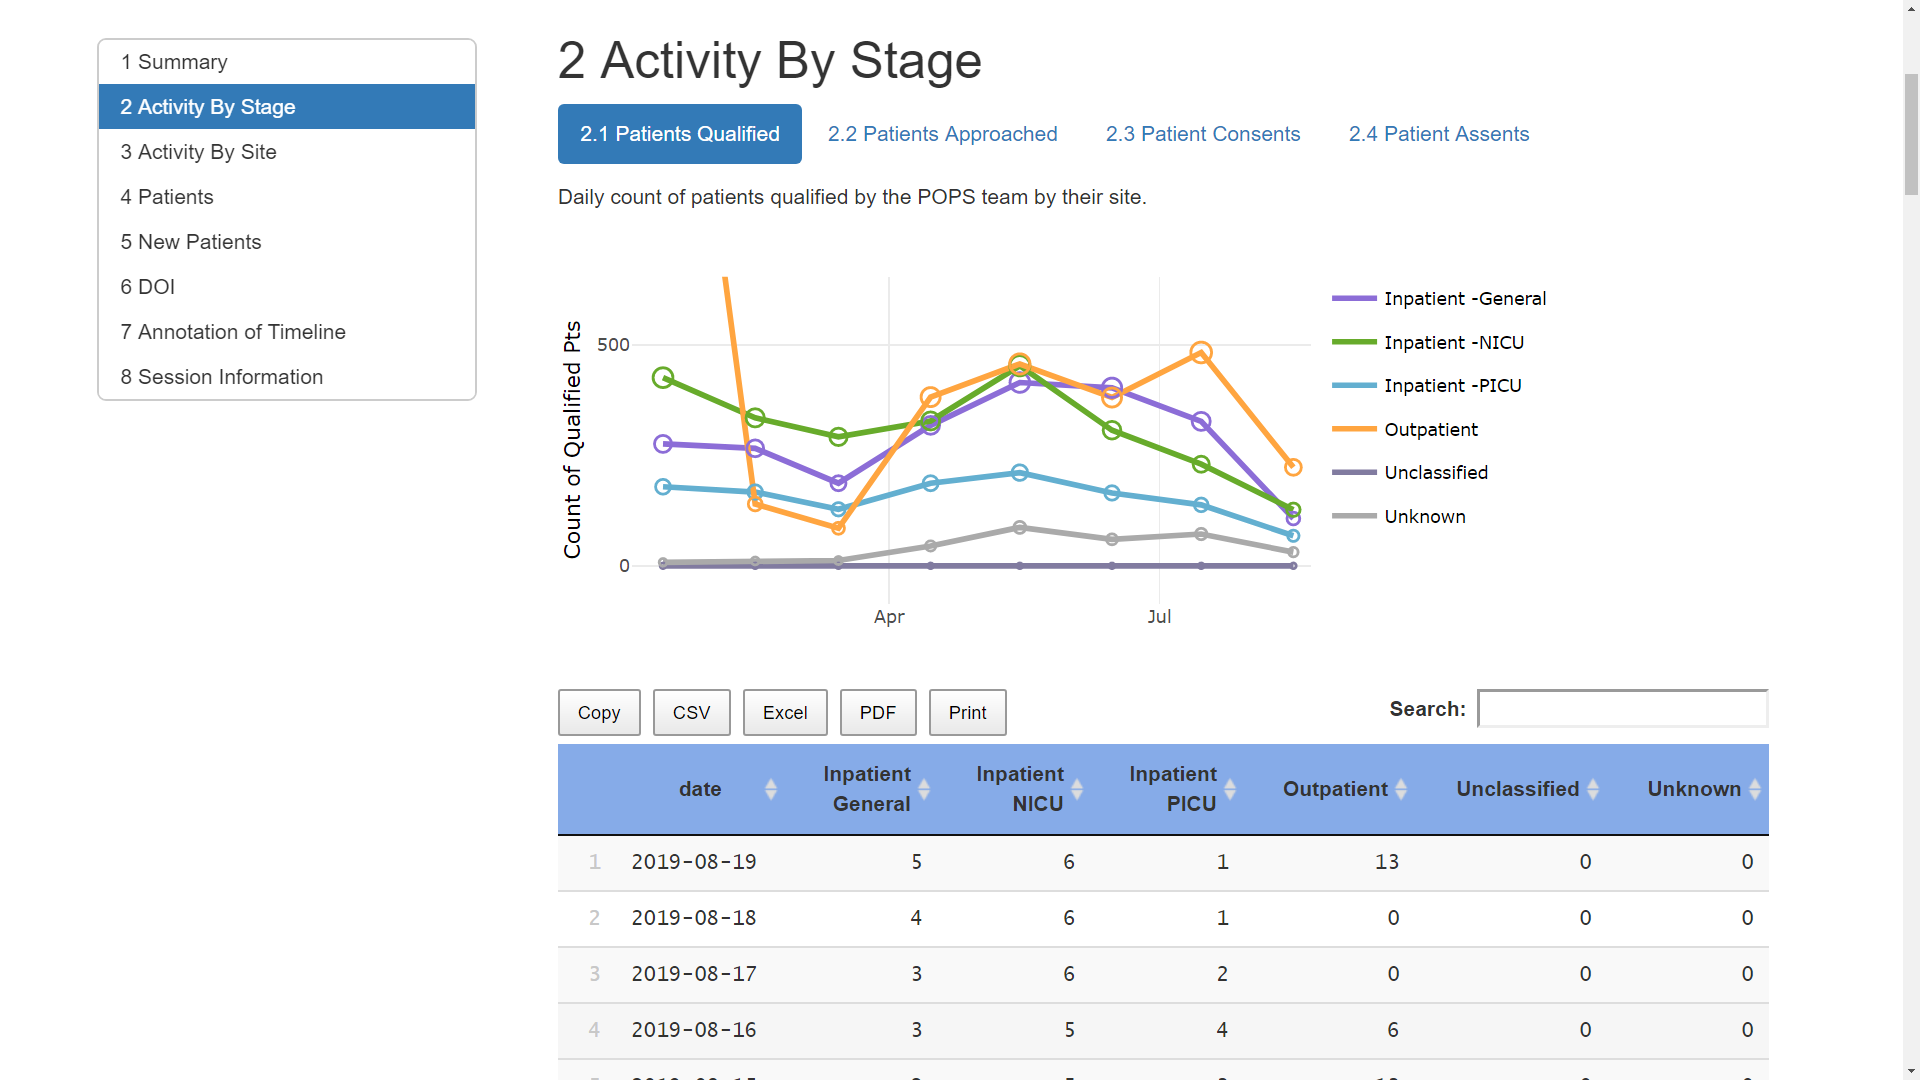 1 Summary
2 Activity By Stage
3 Activity By Site
4 Patients
5 New Patients
6 DOI
7 Annotation of Timeline
8 Session Information
2 Activity By Stage
2.1 Patients Qualified 2.2 Patients Approached 2.3 Patient Consents 2.4 Patient Assents
Daily count of patients qualified by the POPS team by their site.
Count of Qualified Pts
500
0
Apr Jul
Inpatient -General
Inpatient -NICU
Inpatient -PICU
Outpatient
Unclassified
Unknown
Copy CSV Excel PDF Print Search:
date Inpatient General Inpatient NICU Inpatient PICU Outpatient Unclassified Unknown
1 2019-08-19 5 6 1 13 0 0
2 2019-08-18 4 6 1 0 0 0
3 2019-08-17 3 6 2 0 0 0
4 2019-08-16 3 5 4 6 0 0